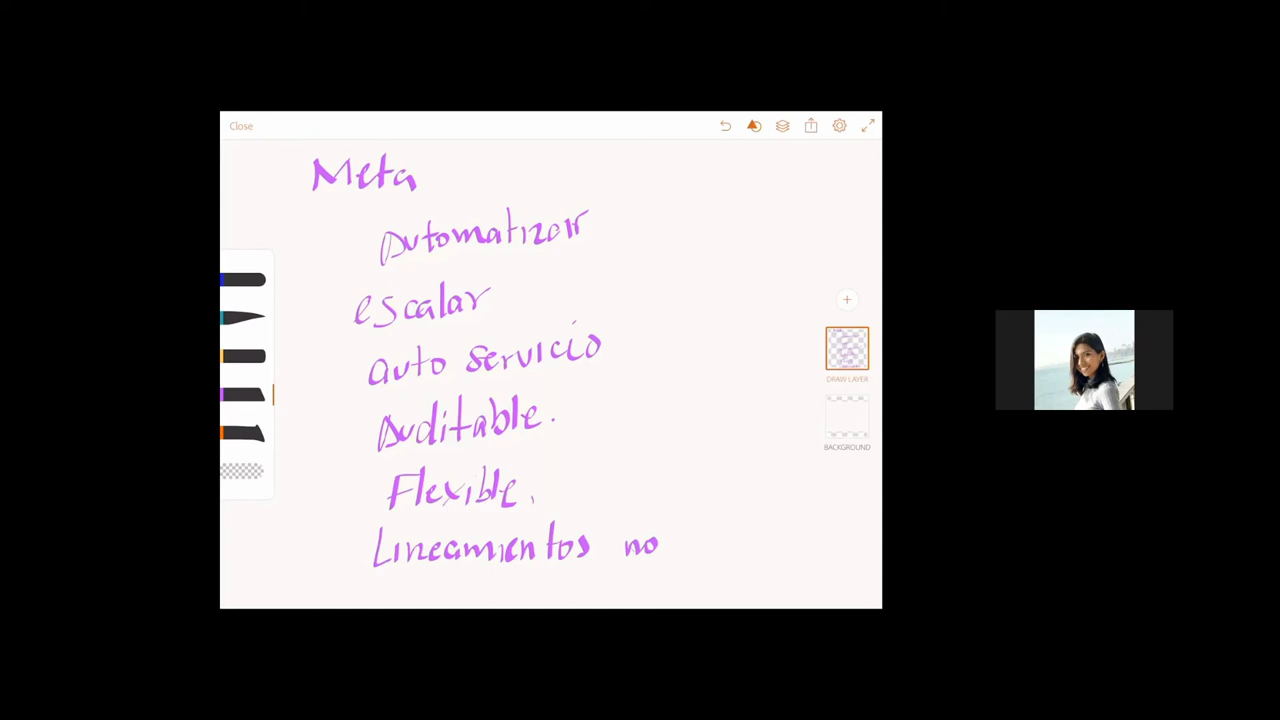 Close
Meta
Automatizar
escalar
auto servicio
Auditable.
Flexible,
Lineamientos no
DRAW LAYER
BACKGROUND